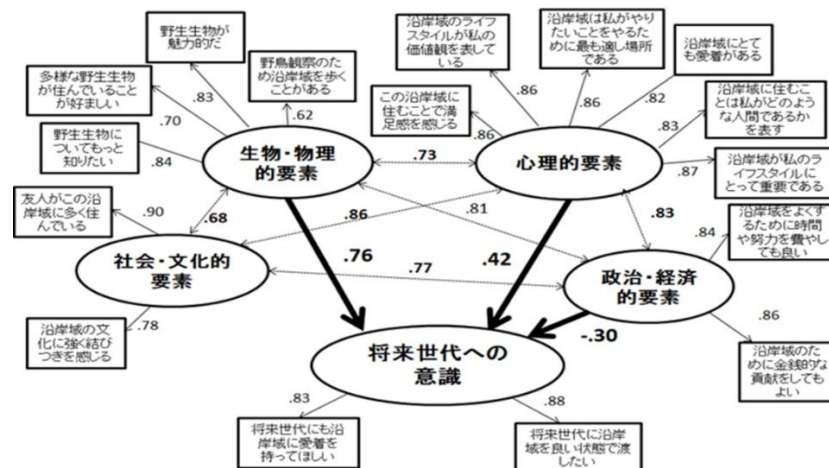 野生生物が
魅力的だ
多様な野生生物
が住んでいること
が好ましい
野生生物に
ついてもっと
知りたい
野鳥観察のた
め沿岸域を歩く
ことがある
.83
.70
.84
.62
生物・物理
的要素
沿岸域のライフ
スタイルが私の
価値観を表して
いる
沿岸域は私がやり
たいことをやるた
めに最も適し場所
である
沿岸域にとて
も愛着がある
この沿岸域に
住むことで満
足感を感じる
沿岸域に住むこ
とは私がどのよう
な人間であるかを
表す
沿岸域が私のラ
イフスタイルに
とって重要である
.86
.86
.86
.82
.83
.87
心理的要素
.73
友人がこの沿
岸域に多く住
んでいる
.90
.68
.86
.81
.83
社会・文化的
要素
.78
沿岸域の文
化に強く結び
つきを感じる
.76
.77
.42
沿岸域をよくす
るために時間
や努力を費やし
ても良い
.84
政治・経済
的要素
.86
沿岸域のた
めに金銭的な
貢献をしても
よい
-.30
将来世代への
意識
.83
.88
将来世代にも沿
岸域に愛着を
持ってほしい
将来世代に沿岸
域を良い状態で渡
したい